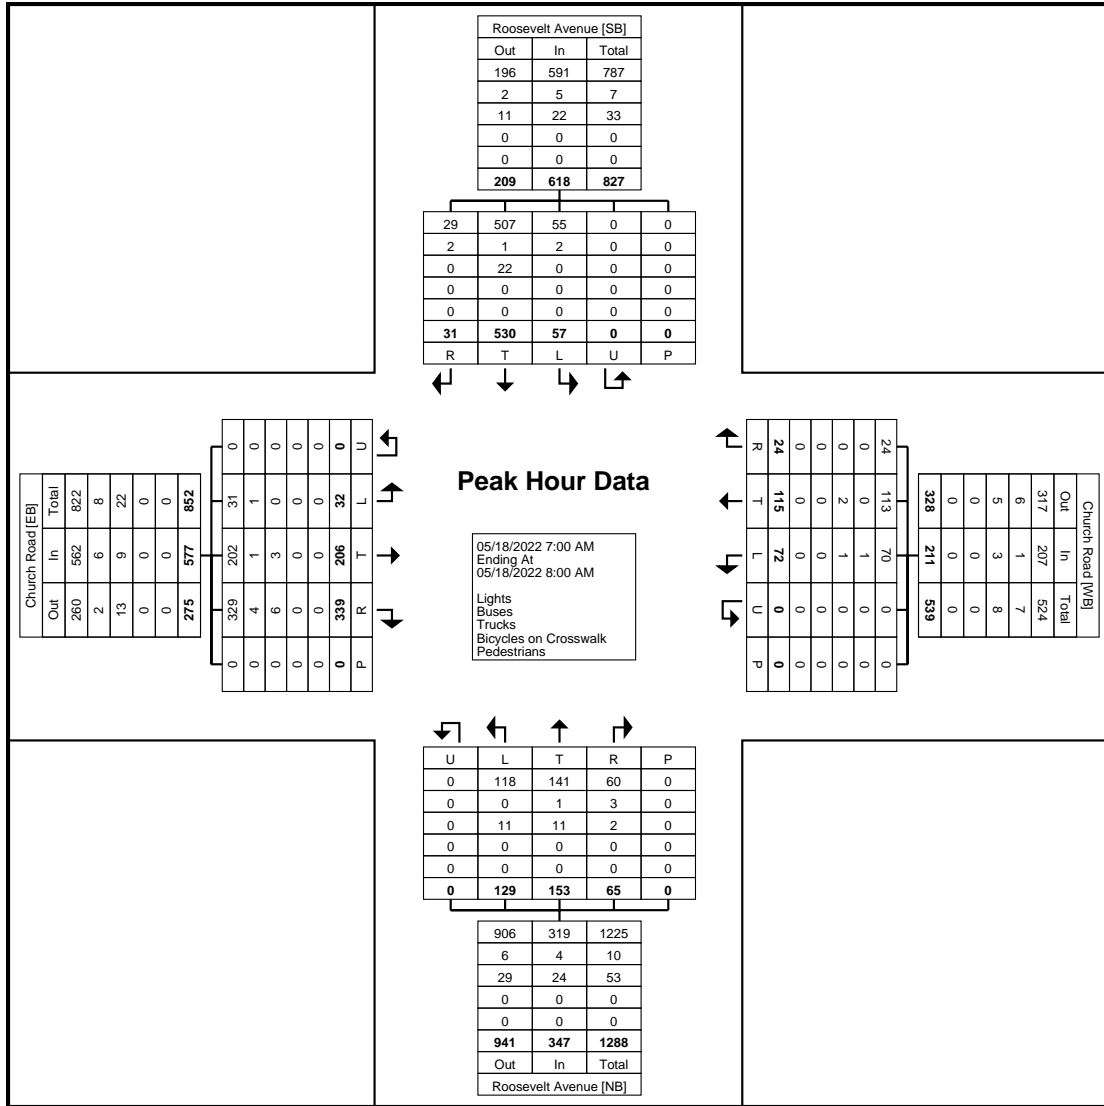 Roosevelt Avenue [SB]
Out In Total
196 591 787
2 5 7
11 22 33
0 0 0
0 0 0
209 618 827
29 507 55 0 0
2 1 2 0 0
0 22 0 0 0
0 0 0 0 0
0 0 0 0 0
31 530 57 0 0
R T L U P
Church Road [EB]
Out In Total
260 562 822
2 6 8
13 9 22
0 0 0
0 0 0
275 577 852
0 329 202 31 0
0 4 1 1 0
0 6 3 0 0
0 0 0 0 0
0 0 0 0 0
0 339 206 32 0
P R T L U
Peak Hour Data
05/18/2022 7:00 AM
Ending At
05/18/2022 8:00 AM
Lights
Buses
Trucks
Bicycles on Crosswalk
Pedestrians
Church Road [WB]
Out In Total
317 207 524
6 1 7
5 3 8
0 0 0
0 0 0
328 211 539
24 113 70 0 0
0 0 1 0 0
0 2 1 0 0
0 0 0 0 0
0 0 0 0 0
24 115 72 0 0
R T L U P
U L T R P
0 118 141 60 0
0 0 1 3 0
0 11 11 2 0
0 0 0 0 0
0 0 0 0 0
0 129 153 65 0
906 319 1225
6 4 10
29 24 53
0 0 0
0 0 0
941 347 1288
Out In Total
Roosevelt Avenue [NB]